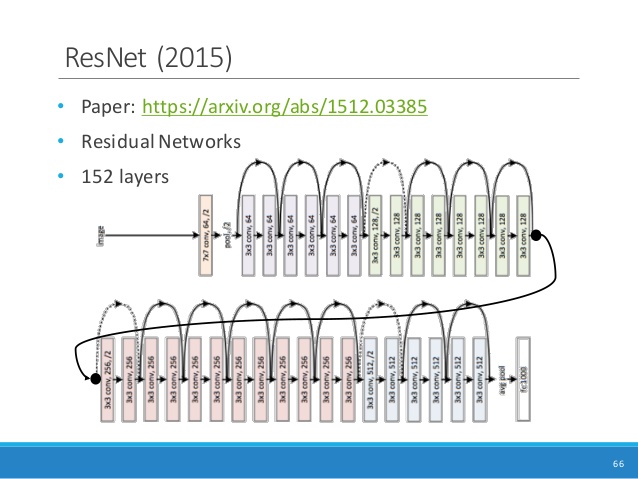 ResNet (2015)
• Paper: https://arxiv.org/abs/1512.03385
• Residual Networks
• 152 layers
image
7x7 conv, 64, /2
pool, /2
3x3 conv, 64
3x3 conv, 64
3x3 conv, 64
3x3 conv, 64
3x3 conv, 64
3x3 conv, 64
3x3 conv, 128, /2
3x3 conv, 128
3x3 conv, 128
3x3 conv, 128
3x3 conv, 128
3x3 conv, 128
3x3 conv, 128
3x3 conv, 128
3x3 conv, 256, /2
3x3 conv, 256
3x3 conv, 256
3x3 conv, 256
3x3 conv, 256
3x3 conv, 256
3x3 conv, 256
3x3 conv, 256
3x3 conv, 256
3x3 conv, 256
3x3 conv, 256
3x3 conv, 256
3x3 conv, 512, /2
3x3 conv, 512
3x3 conv, 512
3x3 conv, 512
3x3 conv, 512
3x3 conv, 512
avg pool
fc 1000
66